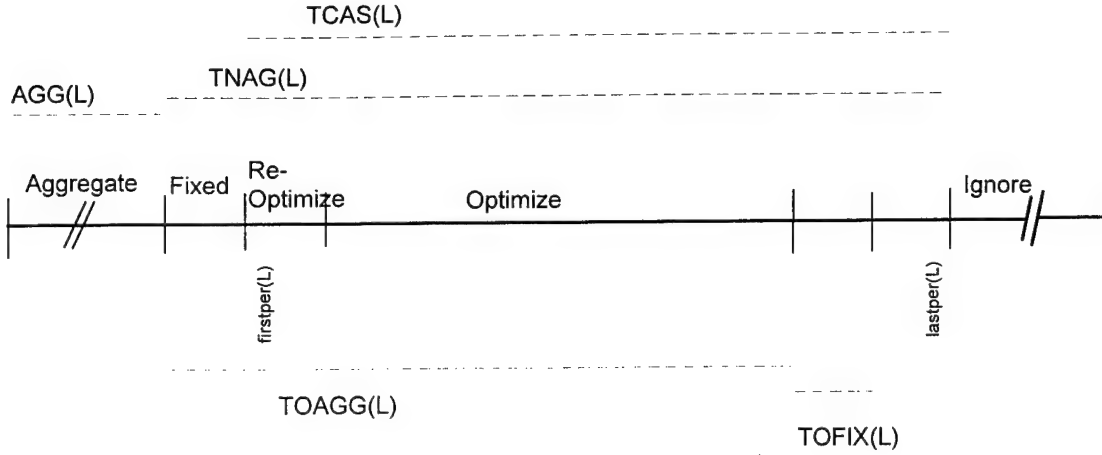 TCAS(L)
TNAG(L)
AGG(L)
Aggregate
Fixed
Re-
Optimize
Optimize
Ignore
firstper(L)
lastper(L)
TOAGG(L)
TOFIX(L)